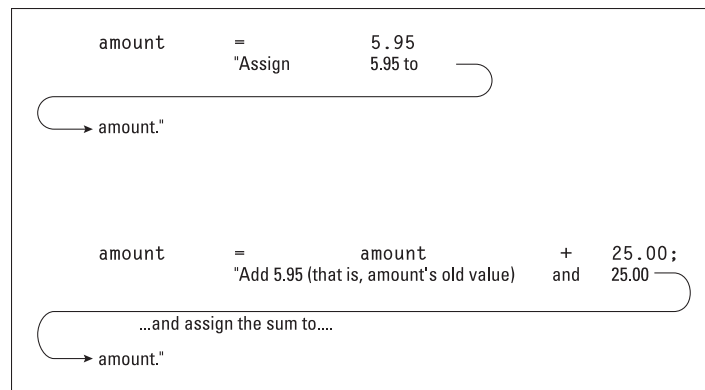 amount = 5.95
"Assign 5.95 to
amount."
amount = amount + 25.00;
"Add 5.95 (that is, amount's old value) and 25.00
...and assign the sum to....
amount."